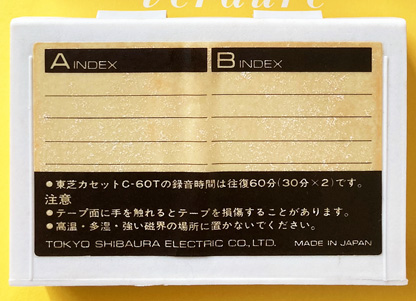 verdure
A INDEX
B INDEX
●東芝カセットC-60Tの録音時間は往復60分(30分×2)です。
注意
●テープ面に手を触れるとテープを損傷することがあります。
●高温・多湿・強い磁界の場所に置かないでください。
TOKYO SHIBAURA ELECTRIC CO., LTD. MADE IN JAPAN